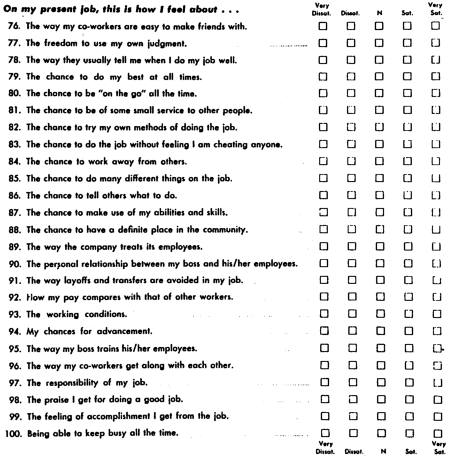 On my present job, this is how I feel about . . . Very Dissat. Dissat. N Sat. Very Sat.
76. The way my co-workers are easy to make friends with.
77. The freedom to use my own judgment.
78. The way they usually tell me when I do my job well.
79. The chance to do my best at all times.
80. The chance to be "on the go" all the time.
81. The chance to be of some small service to other people.
82. The chance to try my own methods of doing the job.
83. The chance to do the job without feeling I am cheating anyone.
84. The chance to work away from others.
85. The chance to do many different things on the job.
86. The chance to tell others what to do.
87. The chance to make use of my abilities and skills.
88. The chance to have a definite place in the community.
89. The way the company treats its employees.
90. The personal relationship between my boss and his/her employees.
91. The way layoffs and transfers are avoided in my job.
92. How my pay compares with that of other workers.
93. The working conditions.
94. My chances for advancement.
95. The way my boss trains his/her employees.
96. The way my co-workers get along with each other.
97. The responsibility of my job.
98. The praise I get for doing a good job.
99. The feeling of accomplishment I get from the job.
100. Being able to keep busy all the time.
Very Dissat. Dissat. N Sat. Very Sat.